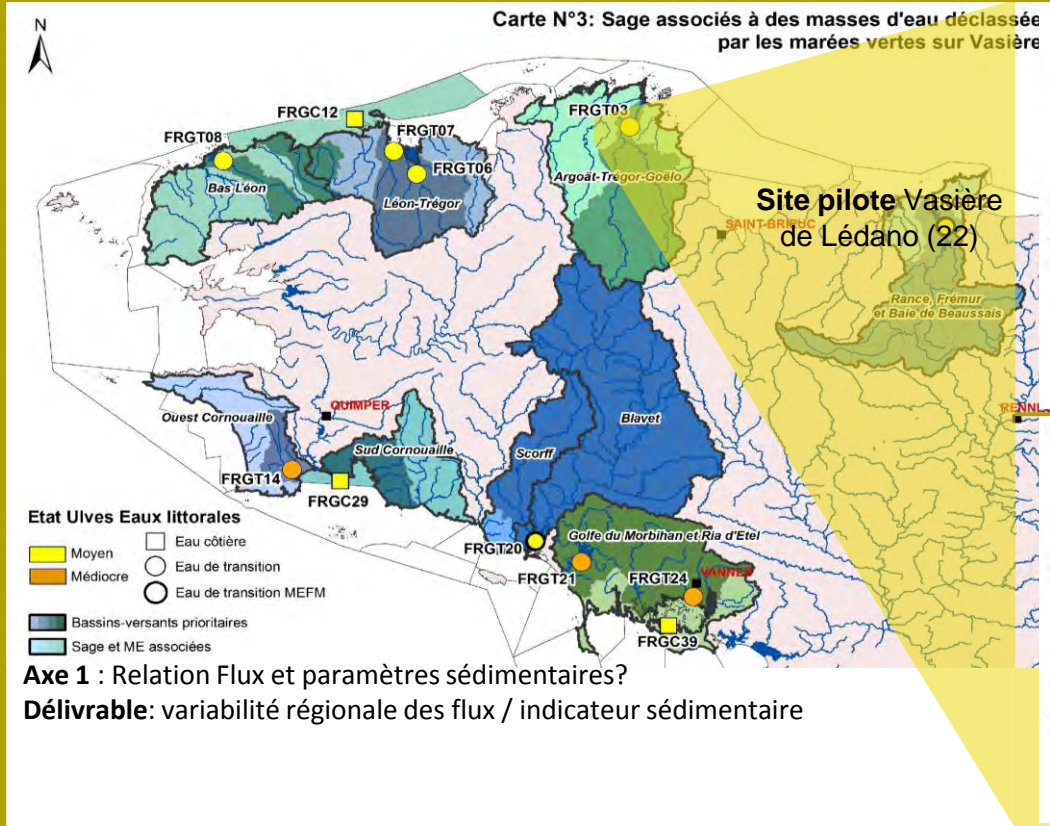 Carte N°3: Sage associés à des masses d'eau déclassée
par les marées vertes sur Vasière
N
FRGC12
FRGT08
FRGT07
FRGT03
FRGT06
Bas Léon
Léon-Trégor
Argoat-Trégor-Goëlo
Site pilote Vasière
de Lédano (22)
SAINT-BRIEUC
Rance, Frémur
et Baie de Beaussais
Ouest Cornouaille
QUIMPER
Sud Cornouaille
Scorff
Blavet
FRGT14
FRGC29
FRGT20
Golfe du Morbihan et Ria d'Etel
FRGT21
FRGT24
VANNES
FRGC39
Etat Ulves Eaux littorales
Moyen
Médiocre
Eau côtière
Eau de transition
Eau de transition MEFM
Bassins-versants prioritaires
Sage et ME associées
Axe 1 : Relation Flux et paramètres sédimentaires?
Délivrable: variabilité régionale des flux / indicateur sédimentaire